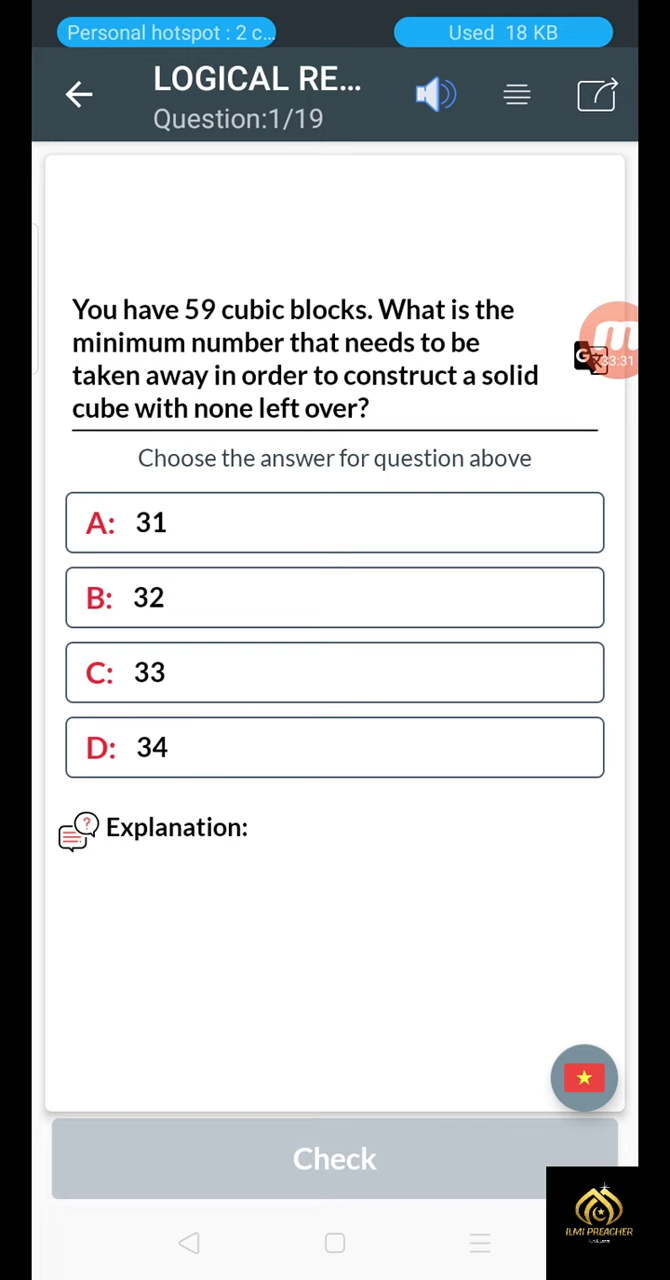 Personal hotspot : 2 c...
Used 18 KB
LOGICAL RE...
Question:1/19
You have 59 cubic blocks. What is the
minimum number that needs to be
taken away in order to construct a solid
cube with none left over?
33:31
Choose the answer for question above
A: 31
B: 32
C: 33
D: 34
Explanation:
Check
ILMI PREACHER